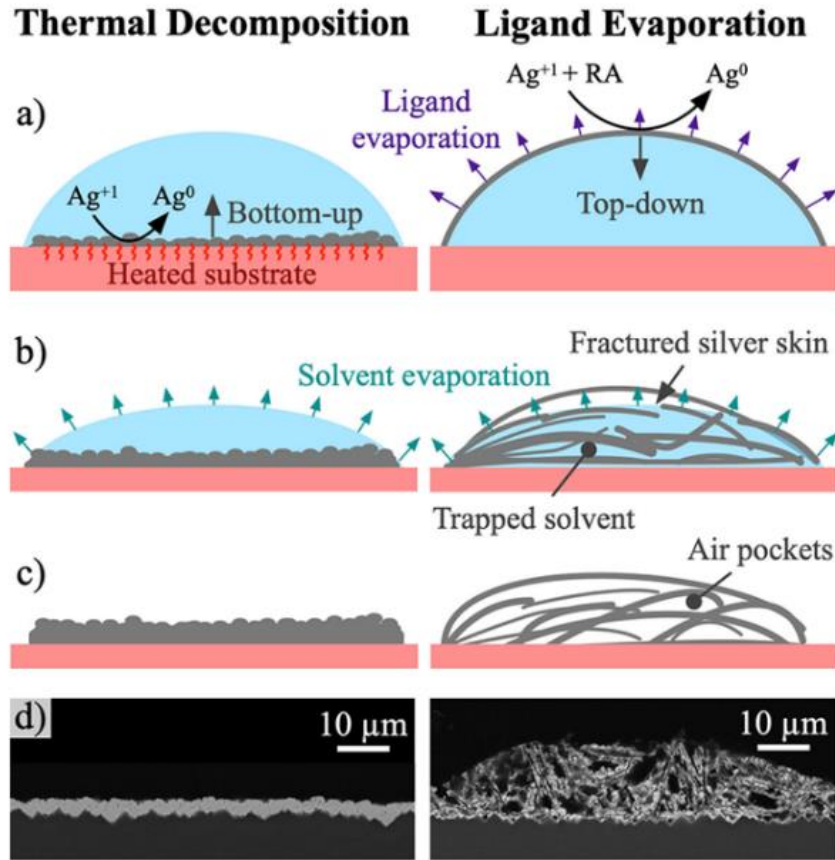 Thermal Decomposition Ligand Evaporation
a)
Ag⁺¹ + RA Ag⁰
Ligand
evaporation
Ag⁺¹ Ag⁰
Bottom-up
Top-down
Heated substrate
b)
Fractured silver skin
Solvent evaporation
Trapped solvent
Air pockets
c)
d)
10 µm
10 µm